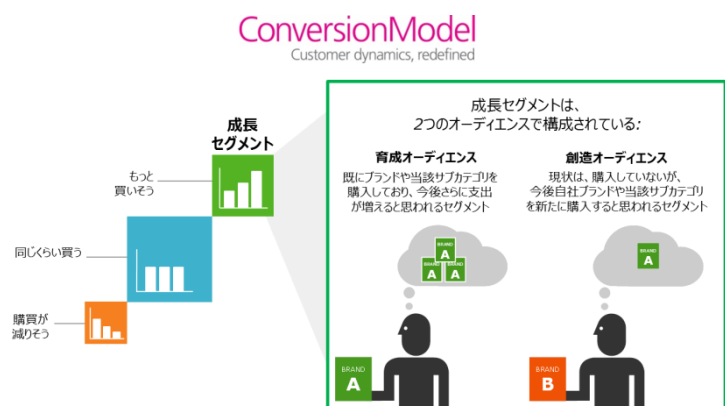 ConversionModel
Customer dynamics, redefined
成長
セグメント
もっと
買いそう
同じくらい買う
購買が
減りそう
成長セグメントは、
2つのオーディエンスで構成されている:
育成オーディエンス
既にブランドや当該サブカテゴリを
購入しており、今後さらに支出
が増えると思われるセグメント
BRAND
A
BRAND
A
BRAND
A
BRAND
A
創造オーディエンス
現状は、購入していないが、
今後自社ブランドや当該サブカテゴリ
を新たに購入すると思われるセグメント
BRAND
A
BRAND
B